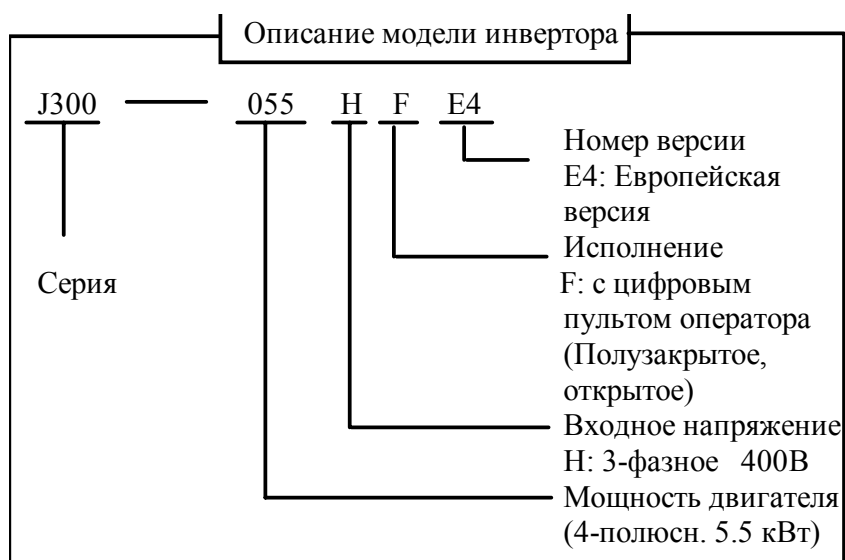 Описание модели инвертора
J300 — 055 H F E4
Номер версии
E4: Европейская
версия
Исполнение
F: с цифровым
пультом оператора
(Полузакрытое,
открытое)
Входное напряжение
H: 3-фазное 400В
Мощность двигателя
(4-полюсн. 5.5 кВт)
Серия